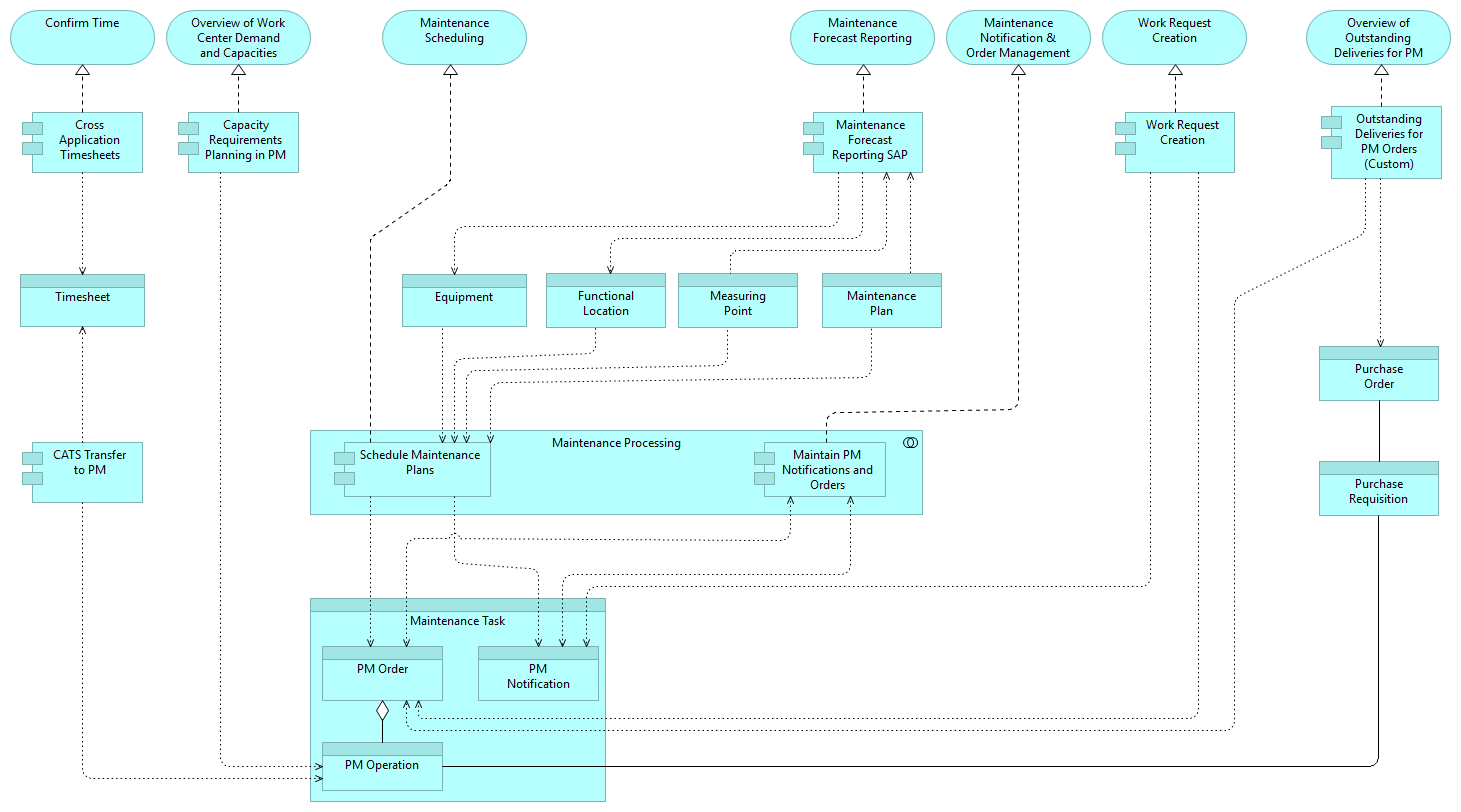 Confirm Time
Overview of Work
Center Demand
and Capacities
Maintenance
Scheduling
Maintenance
Forecast Reporting
Maintenance
Notification &
Order Management
Work Request
Creation
Overview of
Outstanding
Deliveries for PM
Cross
Application
Timesheets
Capacity
Requirements
Planning in PM
Maintenance
Forecast
Reporting SAP
Work Request
Creation
Outstanding
Deliveries for
PM Orders
(Custom)
Timesheet
Equipment
Functional
Location
Measuring
Point
Maintenance
Plan
Purchase
Order
CATS Transfer
to PM
Maintenance Processing
Schedule Maintenance
Plans
Maintain PM
Notifications and
Orders
Purchase
Requisition
Maintenance Task
PM Order
PM
Notification
PM Operation